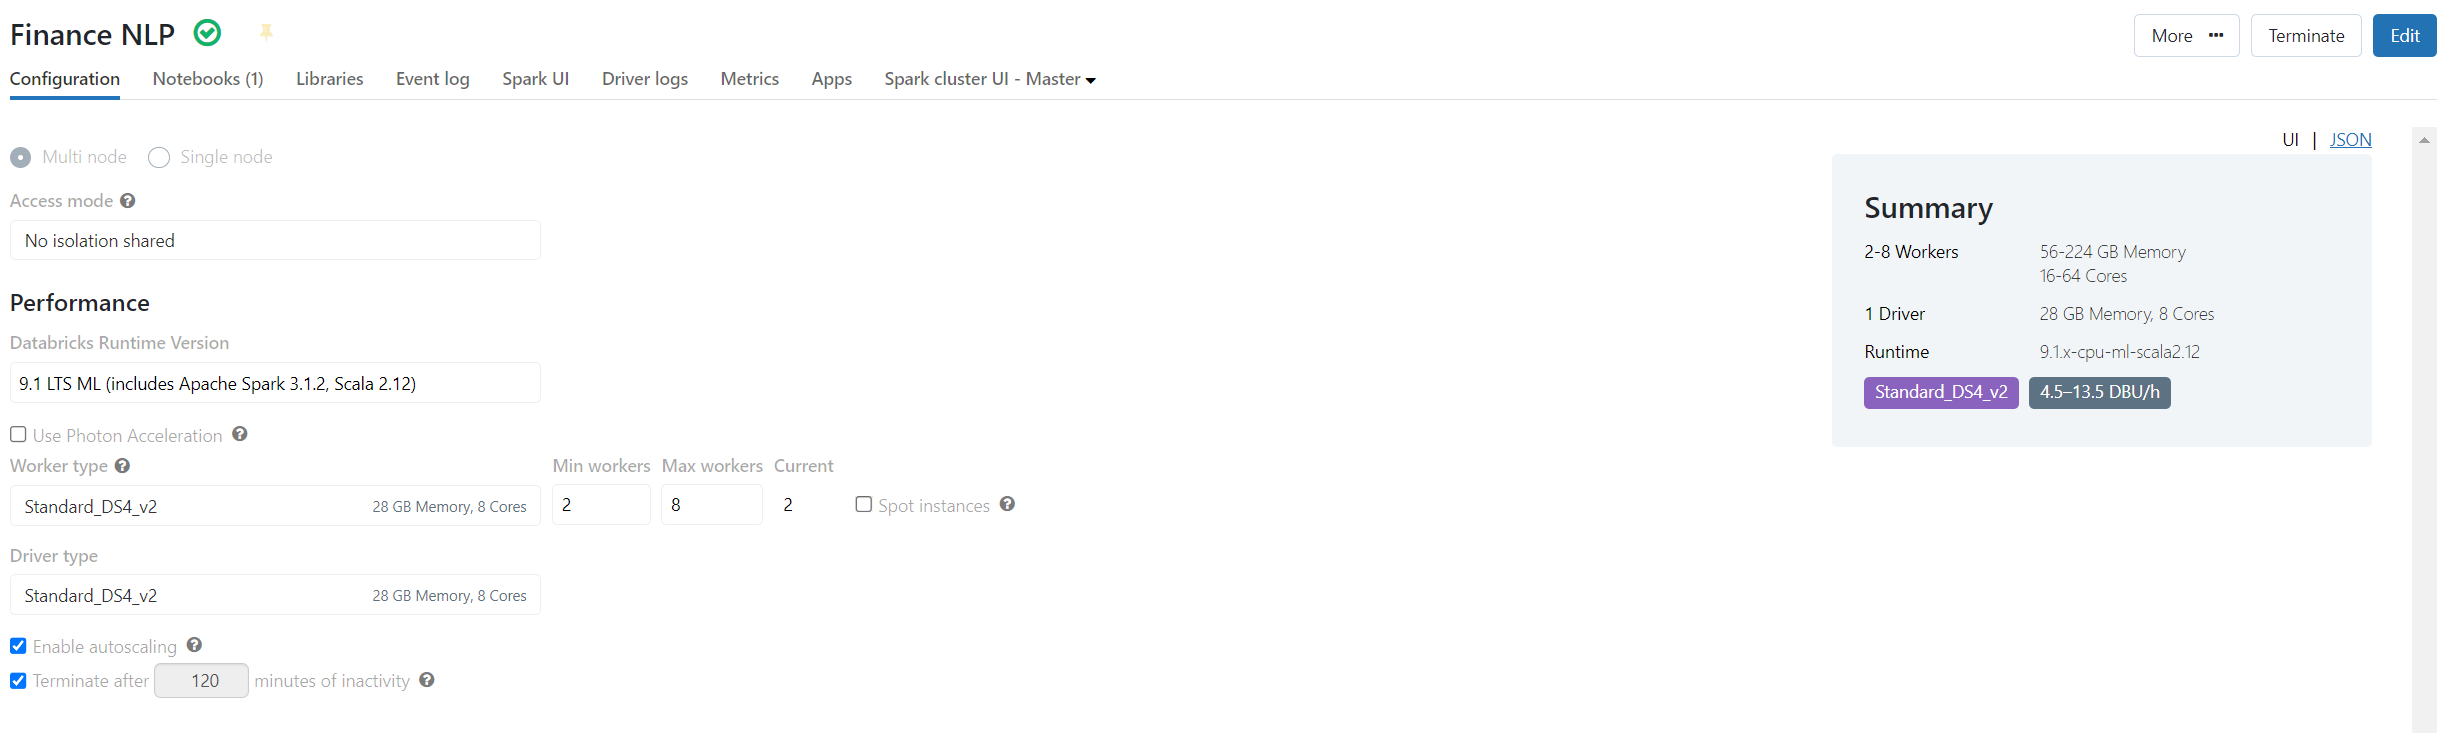 Finance NLP
More ••• Terminate Edit
Configuration Notebooks (1) Libraries Event log Spark UI Driver logs Metrics Apps Spark cluster UI - Master
UI | JSON
Multi node Single node
Access mode ?
No isolation shared
Performance
Databricks Runtime Version
9.1 LTS ML (includes Apache Spark 3.1.2, Scala 2.12)
Use Photon Acceleration ?
Worker type ? Min workers Max workers Current
Standard_DS4_v2 28 GB Memory, 8 Cores 2 8 2 Spot instances ?
Driver type
Standard_DS4_v2 28 GB Memory, 8 Cores
Enable autoscaling ?
Terminate after 120 minutes of inactivity ?
Summary
2-8 Workers 56-224 GB Memory
16-64 Cores
1 Driver 28 GB Memory, 8 Cores
Runtime 9.1.x-cpu-ml-scala2.12
Standard_DS4_v2 4.5–13.5 DBU/h